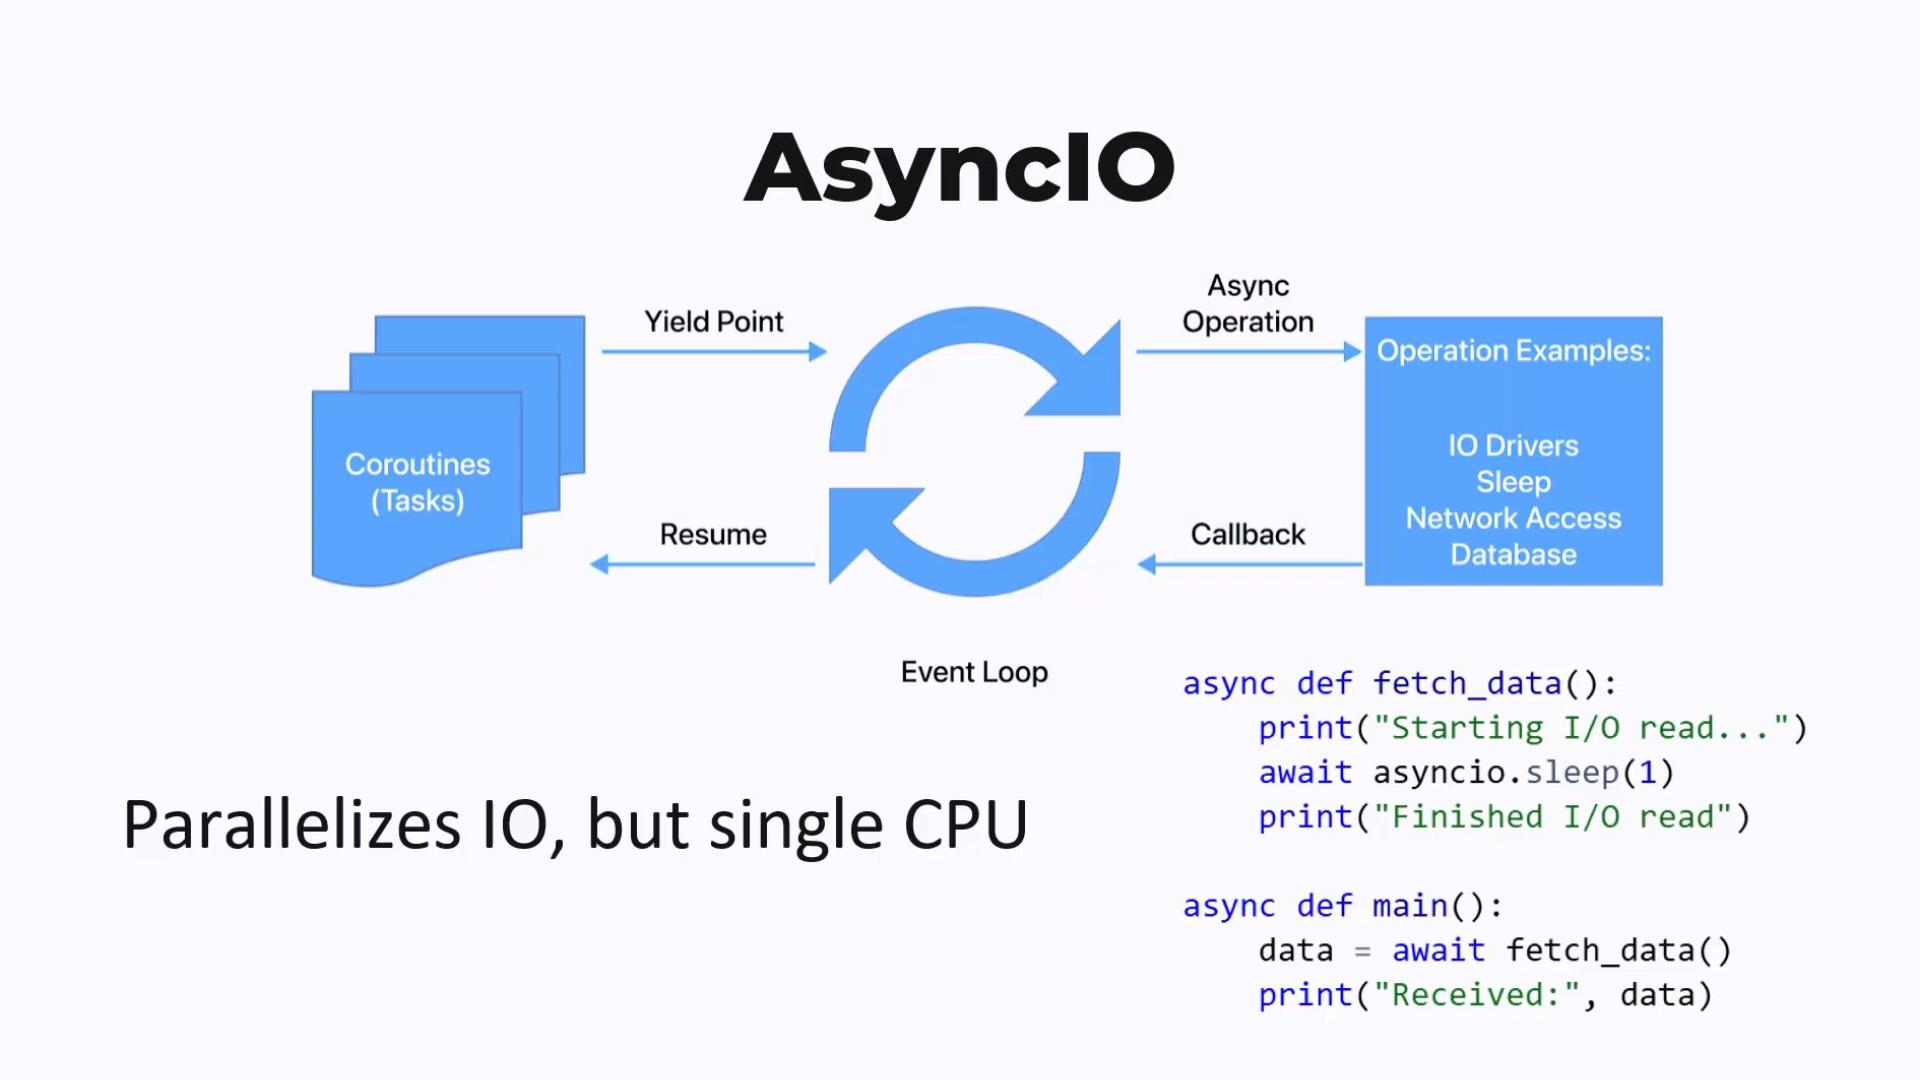 AsyncIO
Yield Point
Async
Operation
Operation Examples:
Coroutines
(Tasks)
IO Drivers
Sleep
Network Access
Database
Resume
Callback
Event Loop
Parallelizes IO, but single CPU
async def fetch_data():
    print("Starting I/O read...")
    await asyncio.sleep(1)
    print("Finished I/O read")
async def main():
    data = await fetch_data()
    print("Received:", data)